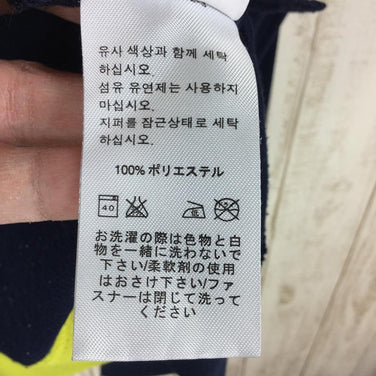 유사 색상과 함께 세탁
하십시오.
섬유 유연제는 사용하지
마십시오.
지퍼를 잠근상태로 세탁
하십시오.
100% ポリエステル
40
お洗濯の際は色物と白
物を一緒に洗わないで
下さい/柔軟剤の使用
はおさけ下さい/ファ
スナーは閉じて洗って
ください。